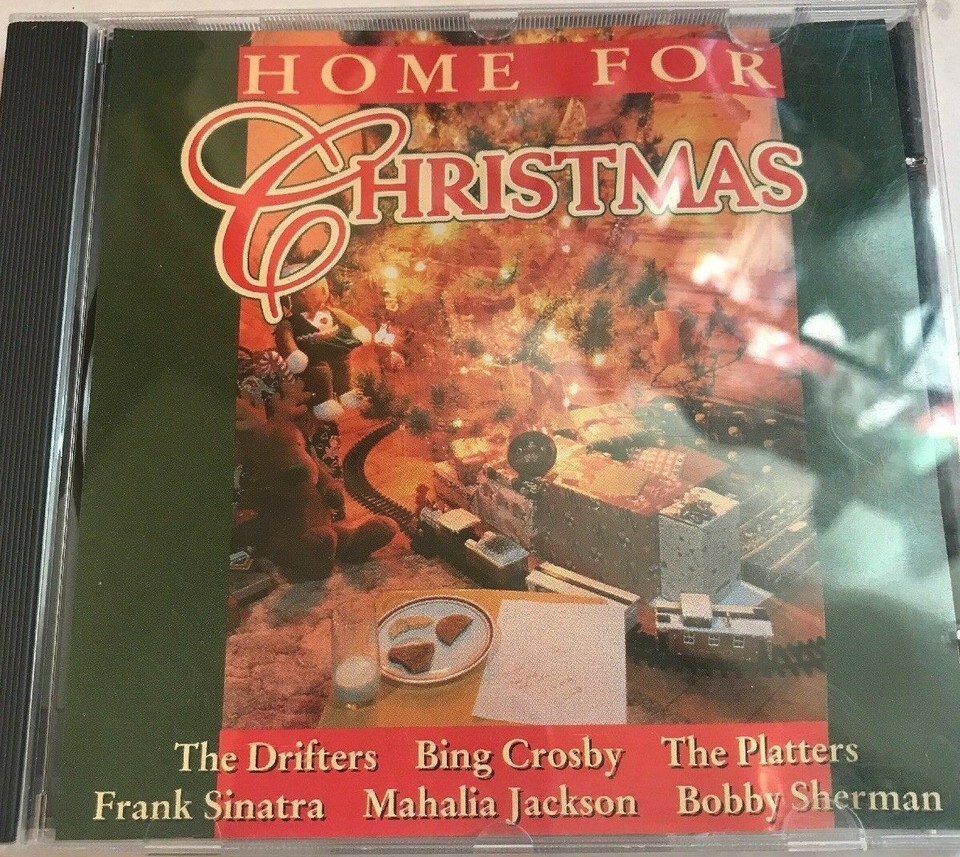 HOME FOR
CHRISTMAS
The Drifters Bing Crosby The Platters
Frank Sinatra Mahalia Jackson Bobby Sherman